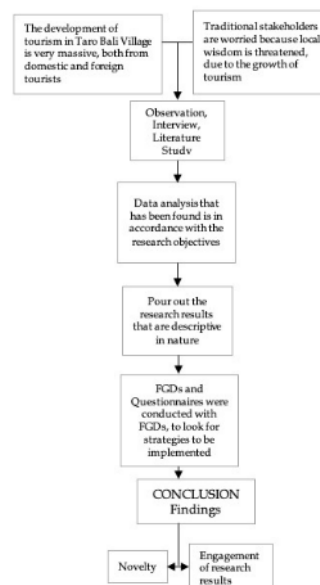 The development of
tourism in Taro Bali Village
is very massive, both from
domestic and foreign
tourists
Traditional stakeholders
are worried because local
wisdom is threatened,
due to the growth of
tourism
Observation,
Interview,
Literature
Study
Data analysis that
has been found is in
accordance with the
research objectives
Pour out the
research results
that are descriptive
in nature
FGDs and
Questionnaires were
conducted with
FGDs, to look for
strategies to be
implemented
CONCLUSION
Findings
Novelty
Engagement
of research
results